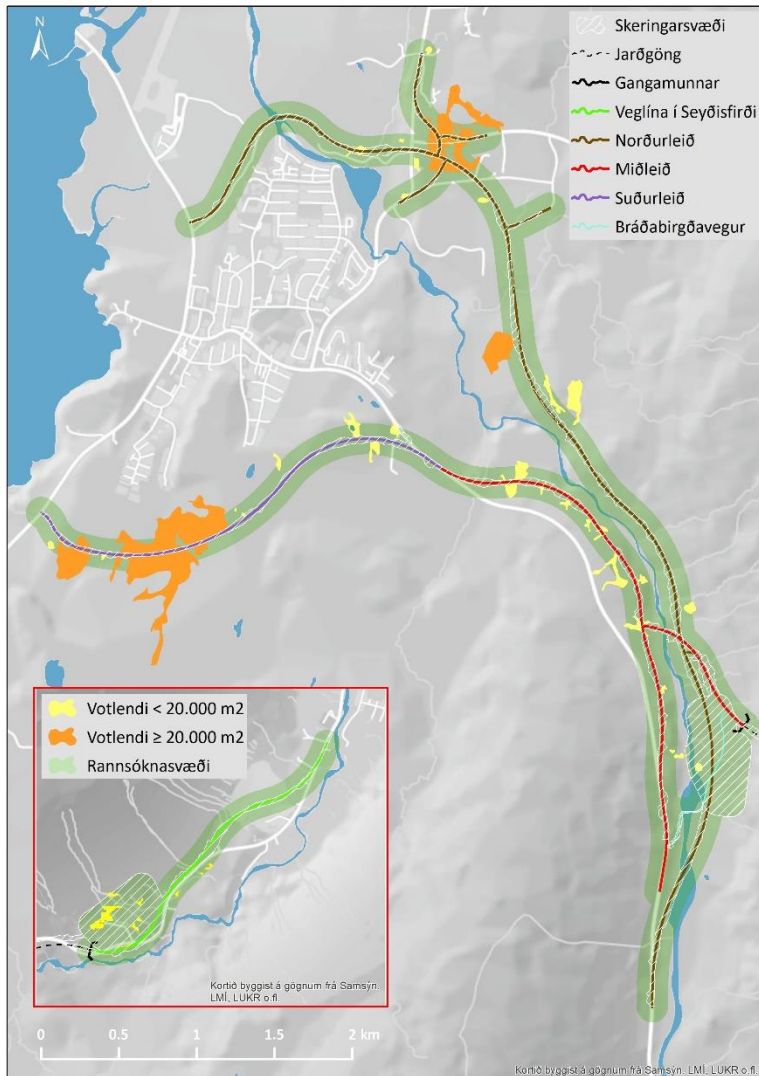 N
Skeringarsvæði
Jarðgöng
Gangamunnar
Veglína í Seyðisfirði
Norðurleið
Miðleið
Suðurleið
Bráðabirgðavegur
Votlendi < 20.000 m2
Votlendi ≥ 20.000 m2
Rannsóknasvæði
Kortið byggist á gögnum frá Samsýn,
LMÍ, LUKR o.fl.
0 0.5 1 2 km
Kortið byggist á gögnum frá Samsýn, LMÍ, LUKR o.fl.